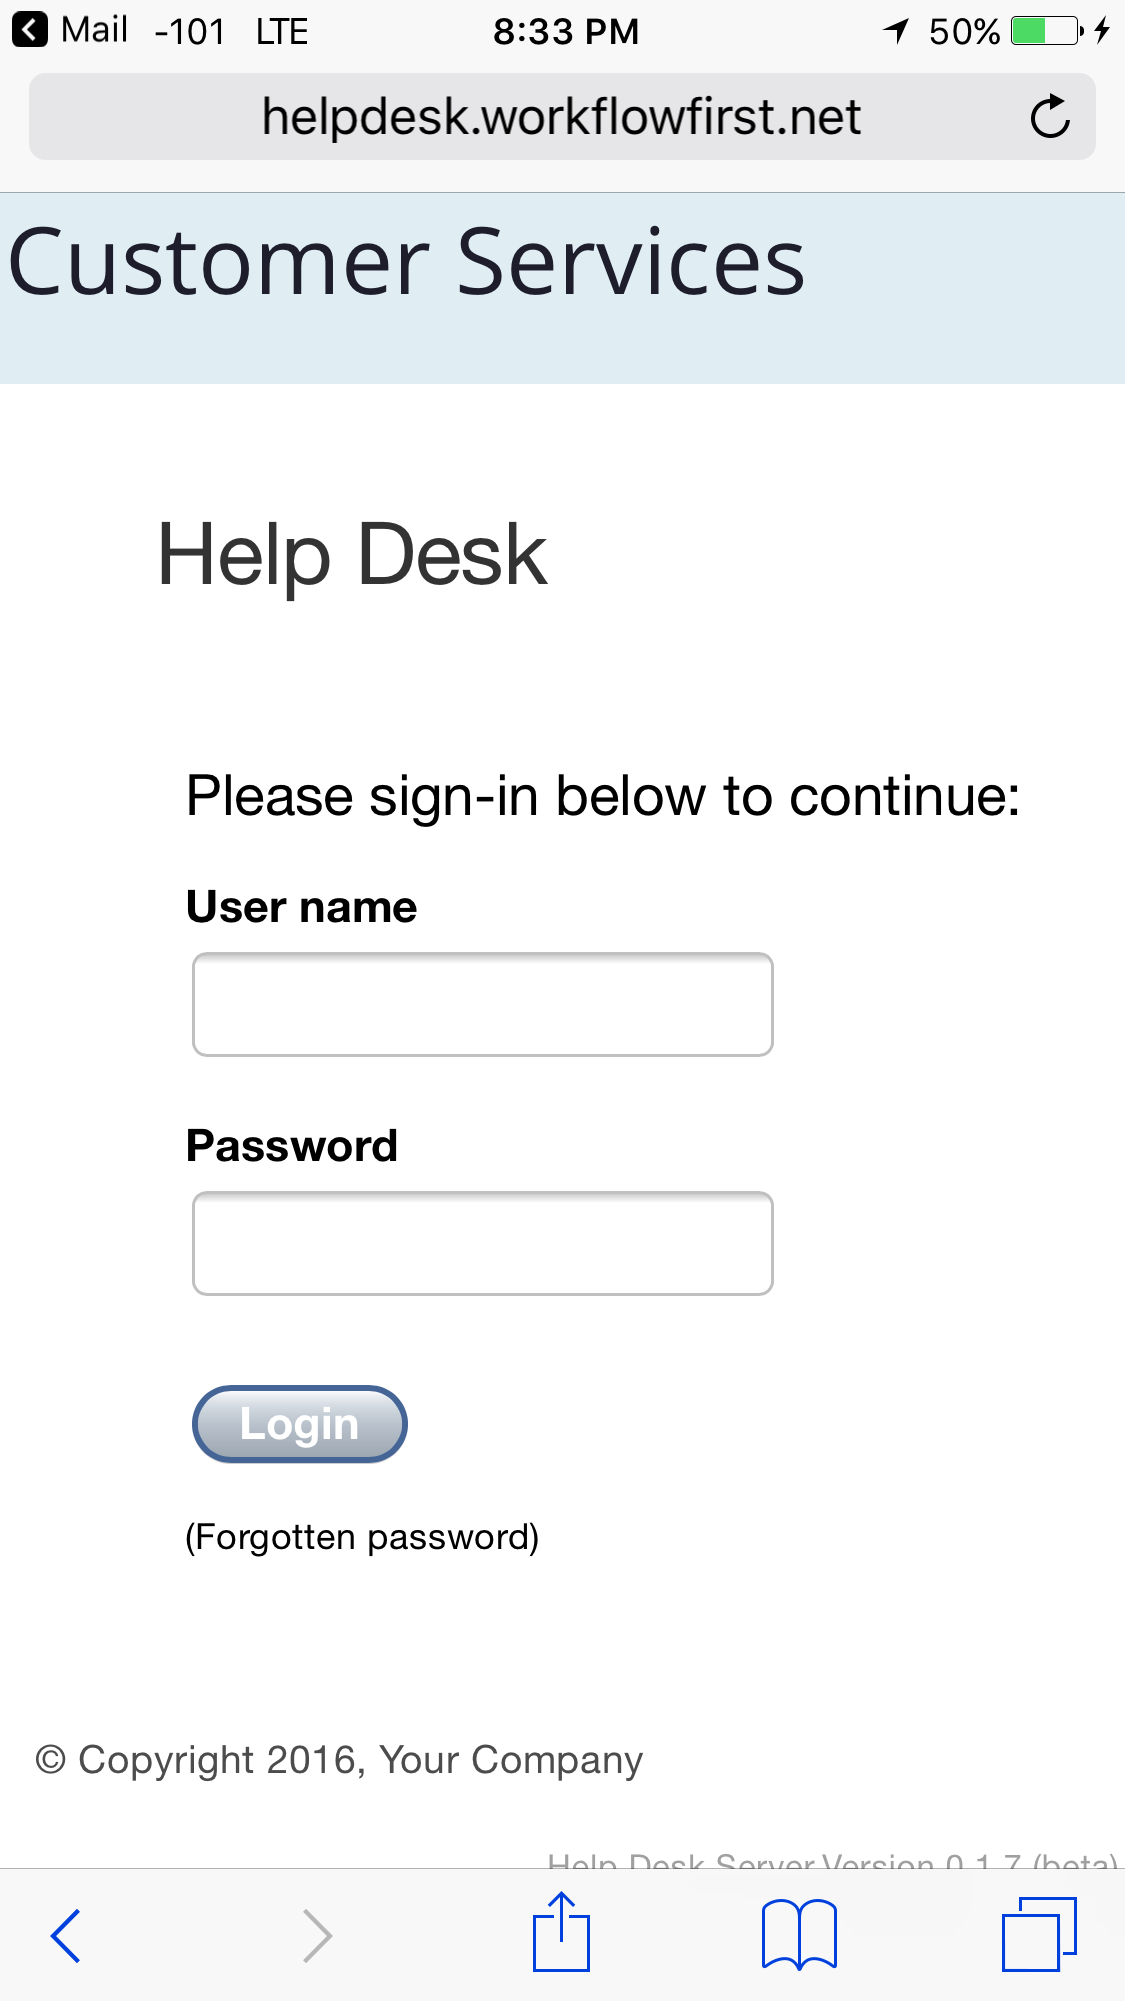 Mail -101 LTE 8:33 PM 50%
helpdesk.workflowfirst.net
Customer Services
Help Desk
Please sign-in below to continue:
User name
Password
Login
(Forgotten password)
© Copyright 2016, Your Company
Help Desk Server Version 0.1.7 (beta)